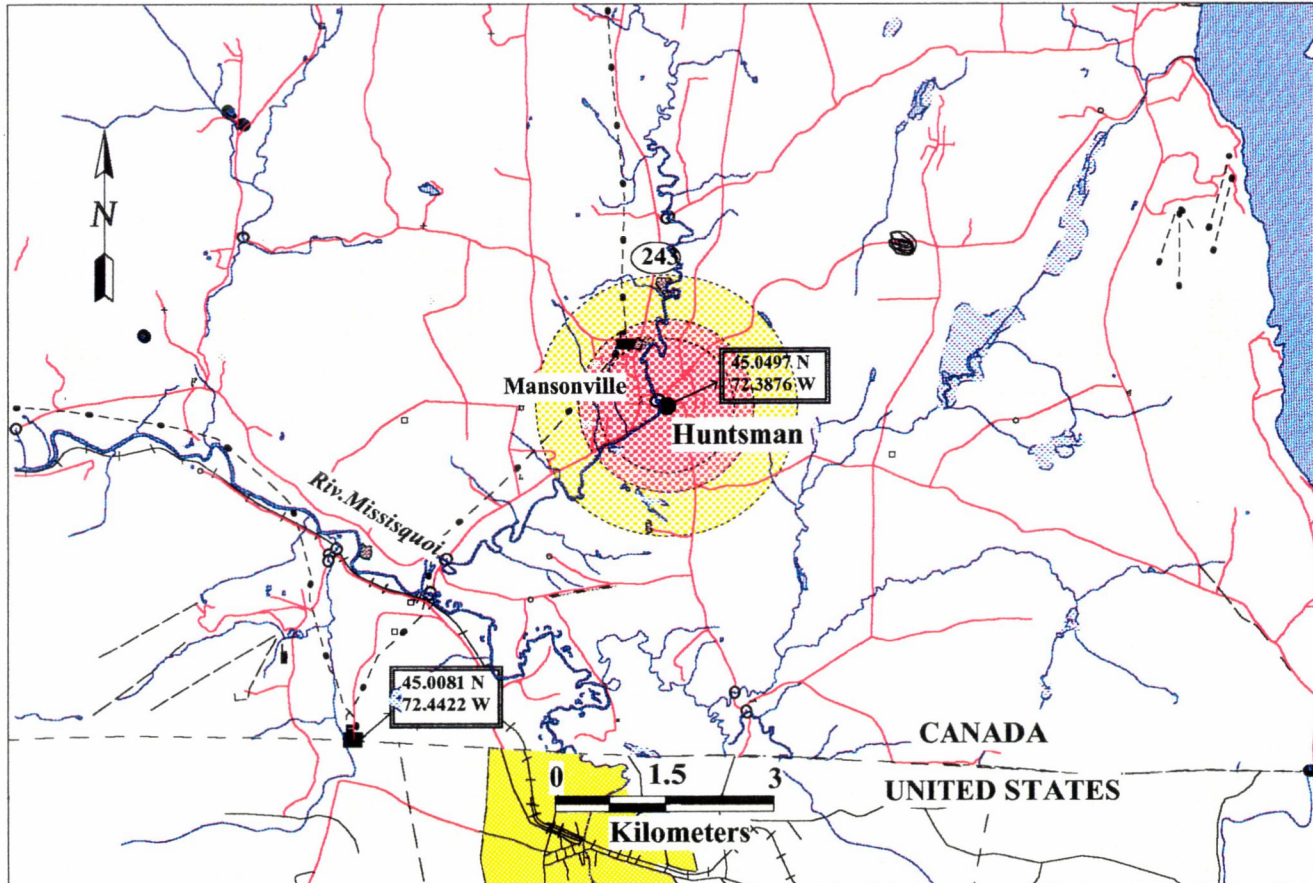 N
243
45.0497 N
72.3876 W
Mansonville
Huntsman
Riv.Missisquoi
45.0081 N
72.4422 W
CANADA
0 1.5 3
UNITED STATES
Kilometers